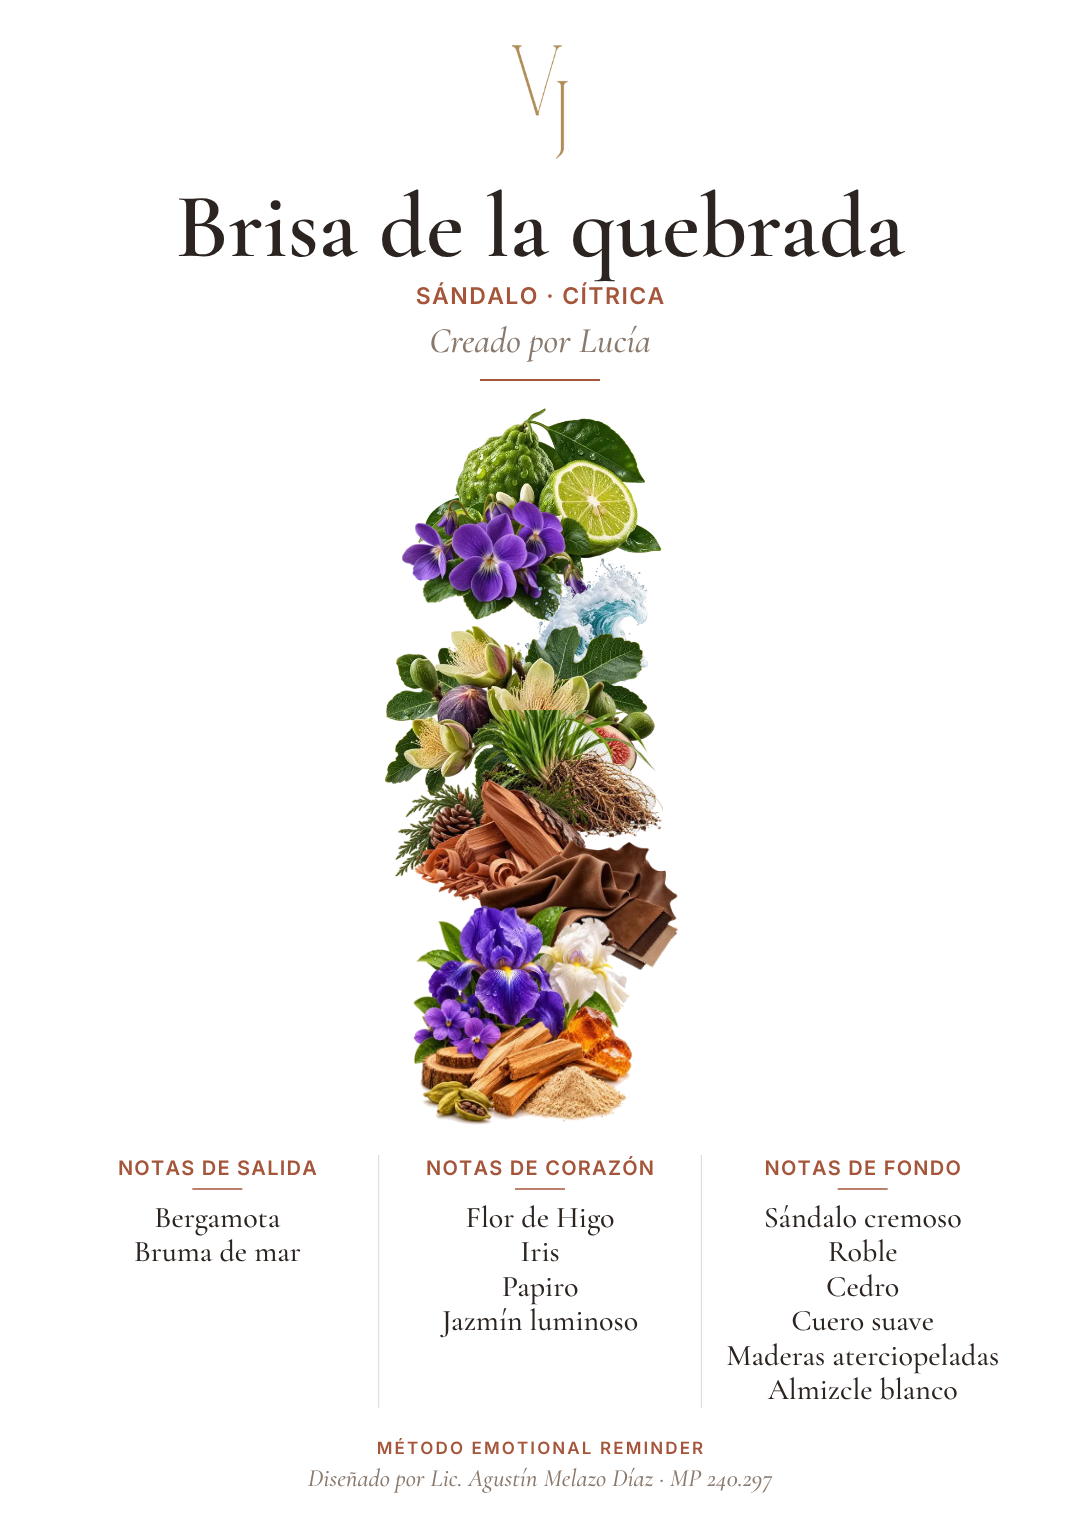 VJ
Brisa de la quebrada
SÁNDALO · CÍTRICA
Creado por Lucía
NOTAS DE SALIDA
Bergamota
Bruma de mar
NOTAS DE CORAZÓN
Flor de Higo
Iris
Papiro
Jazmín luminoso
NOTAS DE FONDO
Sándalo cremoso
Roble
Cedro
Cuero suave
Maderas aterciopeladas
Almizcle blanco
MÉTODO EMOTIONAL REMINDER
Diseñado por Lic. Agustín Melazo Díaz · MP 240.297